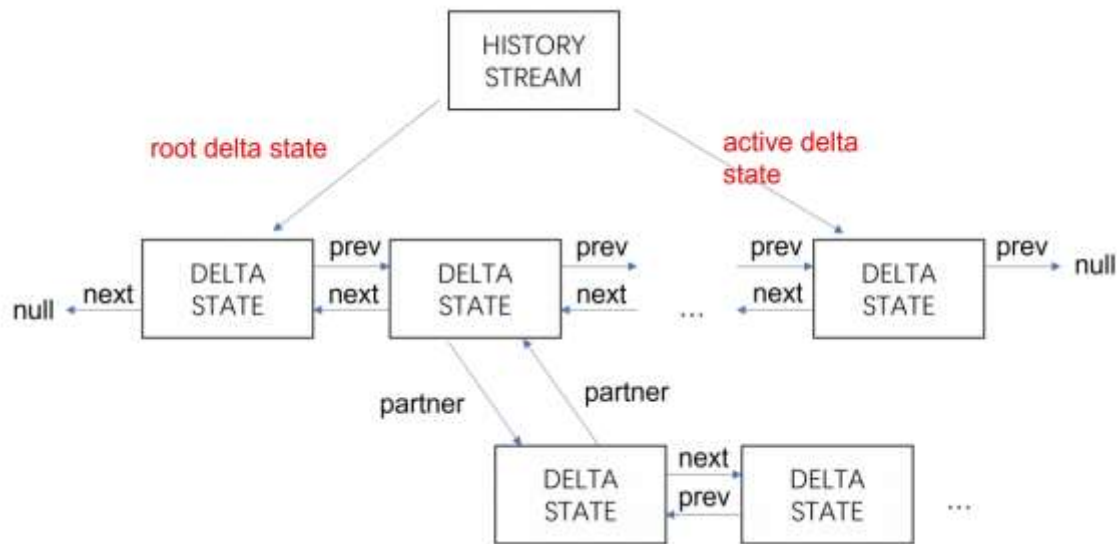 HISTORY
STREAM
root delta state
active delta
state
prev
prev
prev
prev
DELTA
STATE
DELTA
STATE
DELTA
STATE
null
null
next
next
next
next
...
partner
partner
DELTA
STATE
next
prev
DELTA
STATE
...